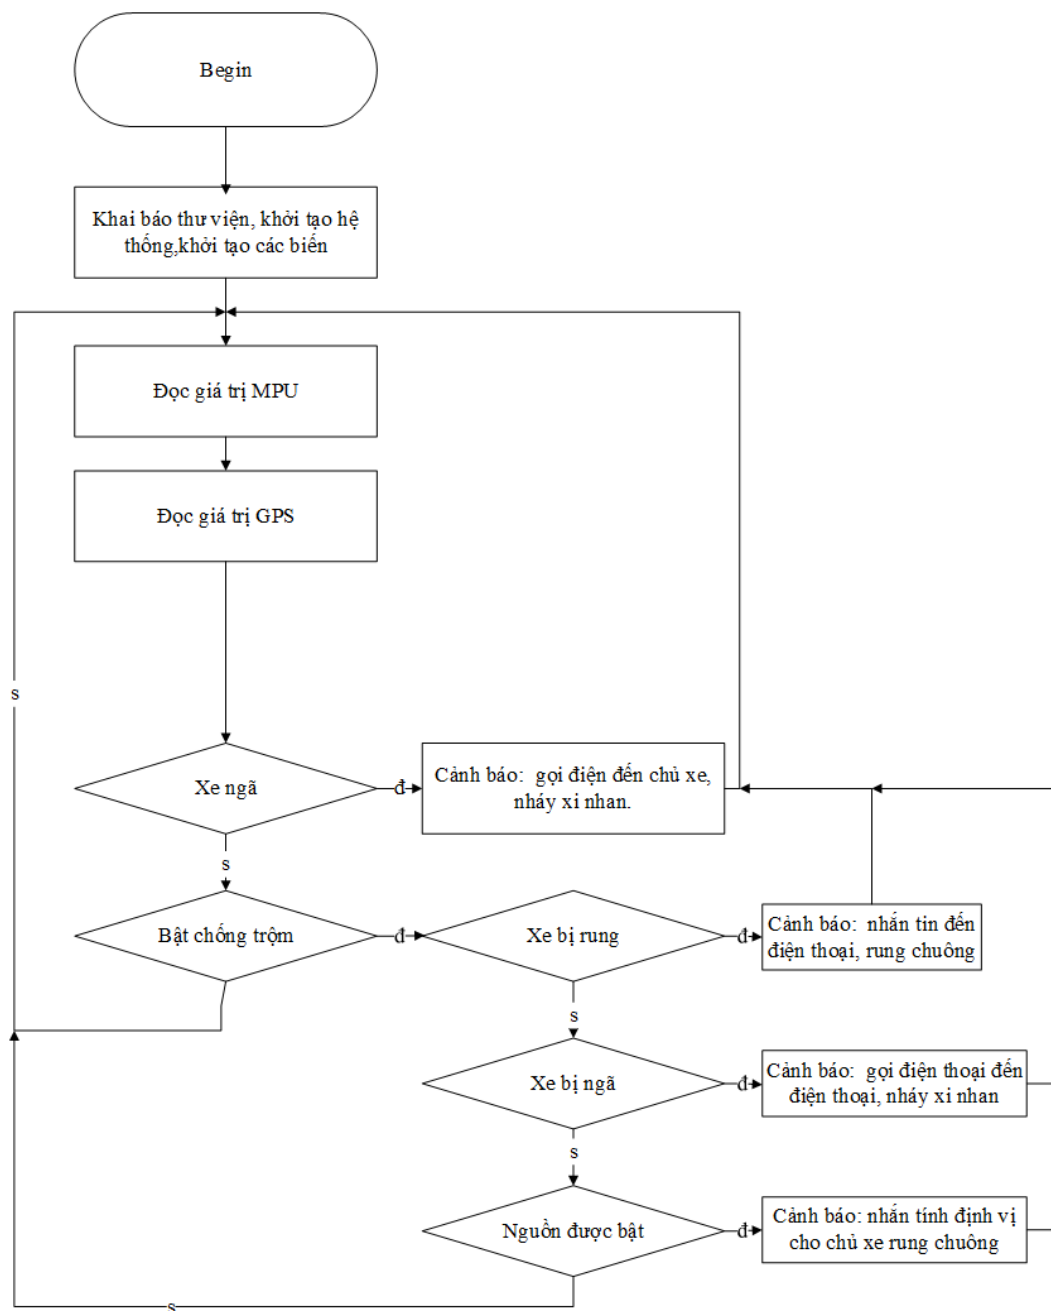 Begin
Khai báo thư viện, khởi tạo hệ
thống,khởi tạo các biến
Đọc giá trị MPU
Đọc giá trị GPS
s
Xe ngã
đ
Cảnh báo:  gọi điện đến chủ xe,
nháy xi nhan.
s
Bật chống trộm
đ
Xe bị rung
đ
Cảnh báo:  nhắn tin đến
điện thoại, rung chuông
s
Xe bị ngã
đ
Cảnh báo:  gọi điện thoại đến
điện thoại, nháy xi nhan
s
Nguồn được bật
đ
Cảnh báo: nhắn tính định vị
cho chủ xe rung chuông
s